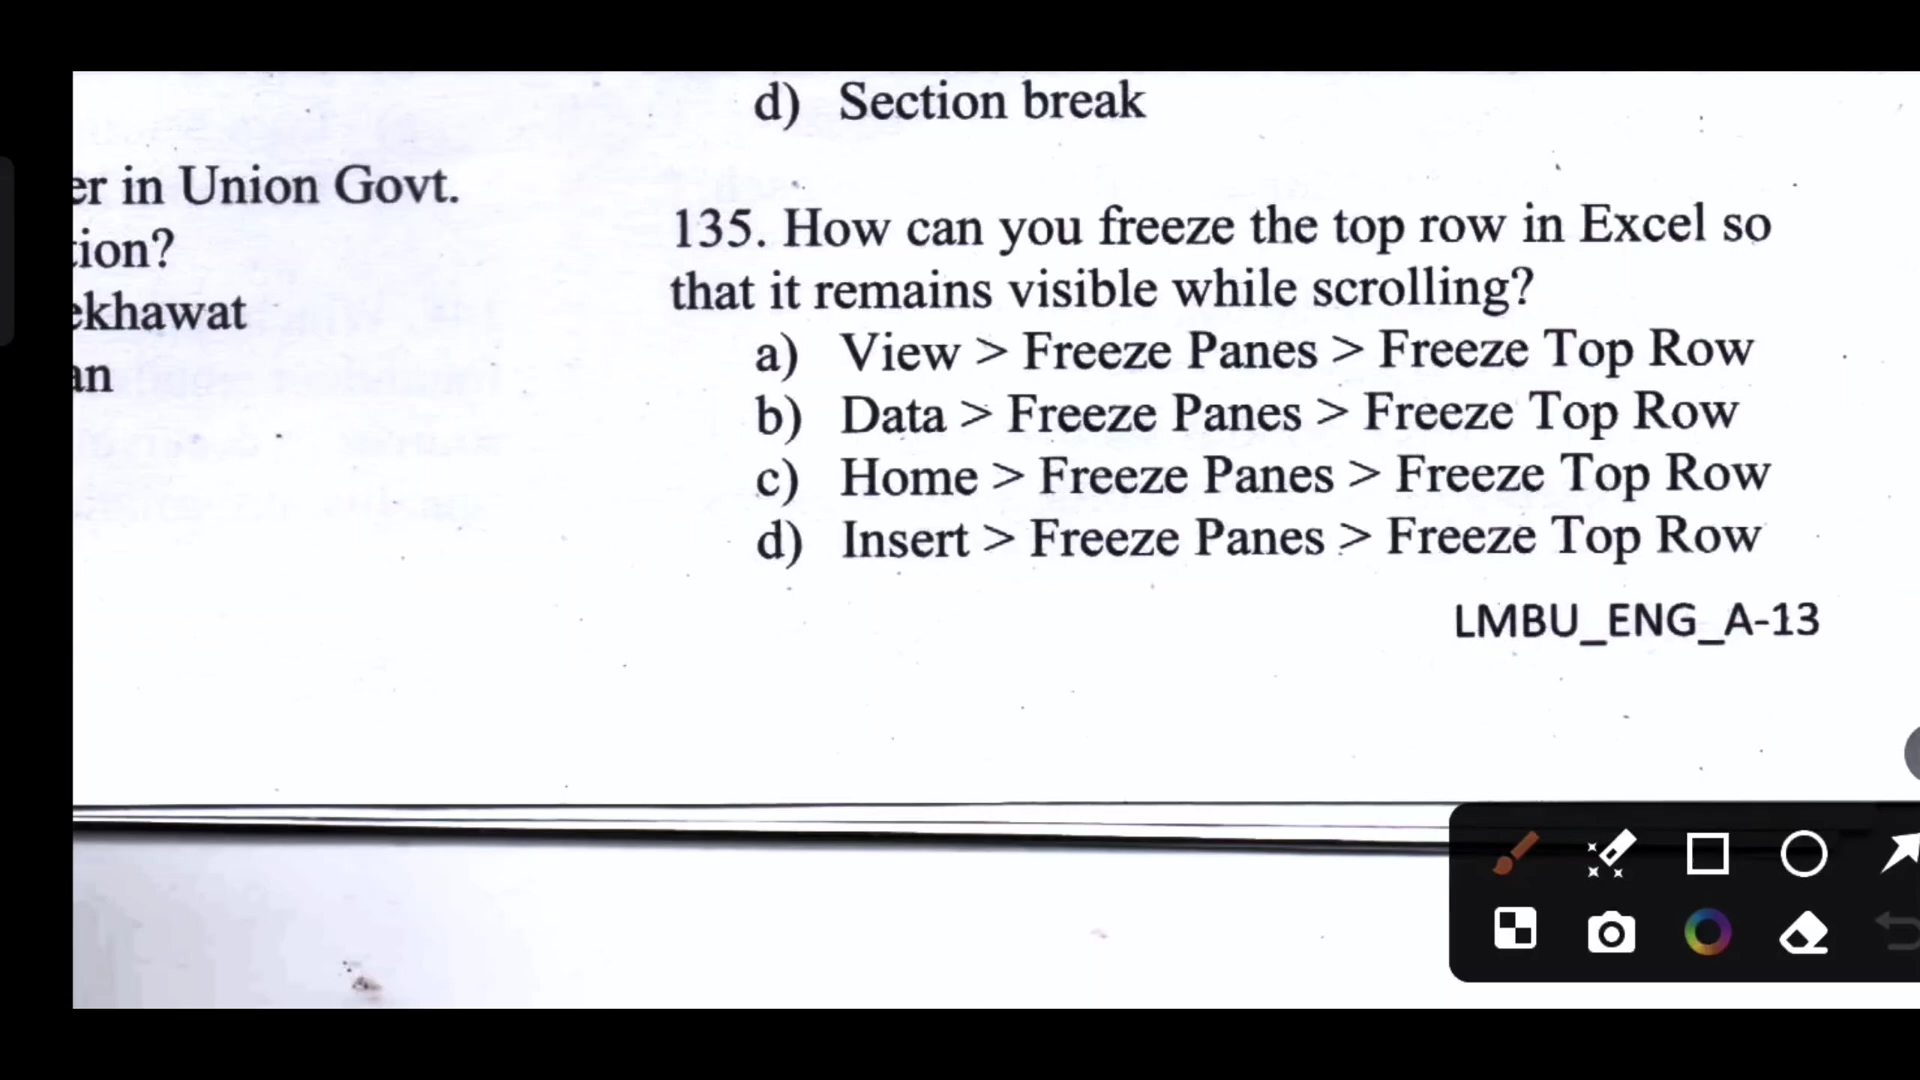 er in Union Govt.
tion?
ekhawat
an
d) Section break
135. How can you freeze the top row in Excel so
that it remains visible while scrolling?
a) View > Freeze Panes > Freeze Top Row
b) Data > Freeze Panes > Freeze Top Row
c) Home > Freeze Panes > Freeze Top Row
d) Insert > Freeze Panes > Freeze Top Row
LMBU_ENG_A-13